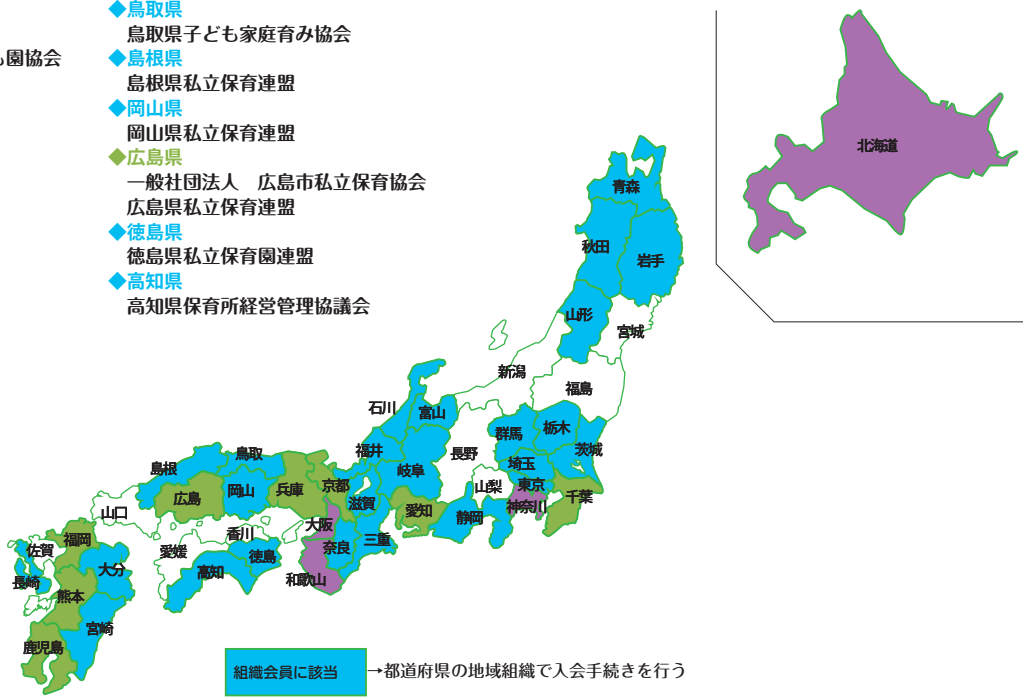 ◆鳥取県
鳥取県子ども家庭育み協会
園協会
◆島根県
島根県私立保育連盟
◆岡山県
岡山県私立保育連盟
◆広島県
一般社団法人　広島市私立保育協会
広島県私立保育連盟
◆徳島県
徳島県私立保育園連盟
◆高知県
高知県保育所経営管理協議会
北海道
青森
秋田
岩手
山形
宮城
新潟
福島
石川
富山
群馬
栃木
茨城
福井
長野
岐阜
埼玉
島根
鳥取
山梨
東京
京都
兵庫
岡山
広島
滋賀
愛知
静岡
神奈川
千葉
山口
大阪
香川
奈良
三重
愛媛
徳島
高知
和歌山
福岡
佐賀
大分
長崎
熊本
宮崎
鹿児島
組織会員に該当
→都道府県の地域組織で入会手続きを行う